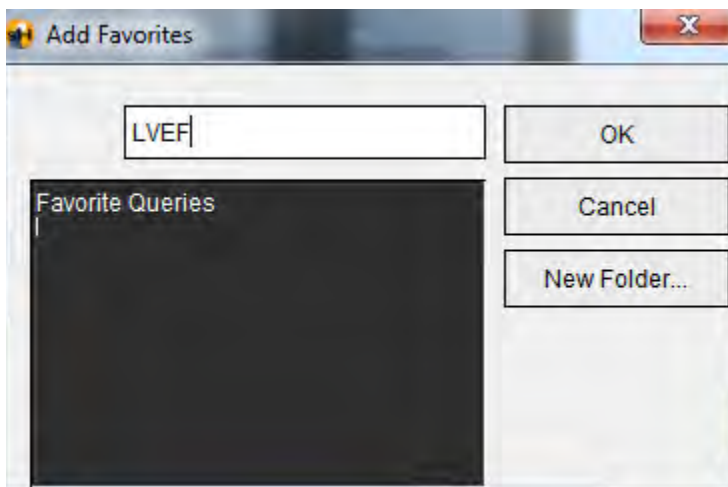 Add Favorites
LVEF
OK
Favorite Queries
Cancel
New Folder...